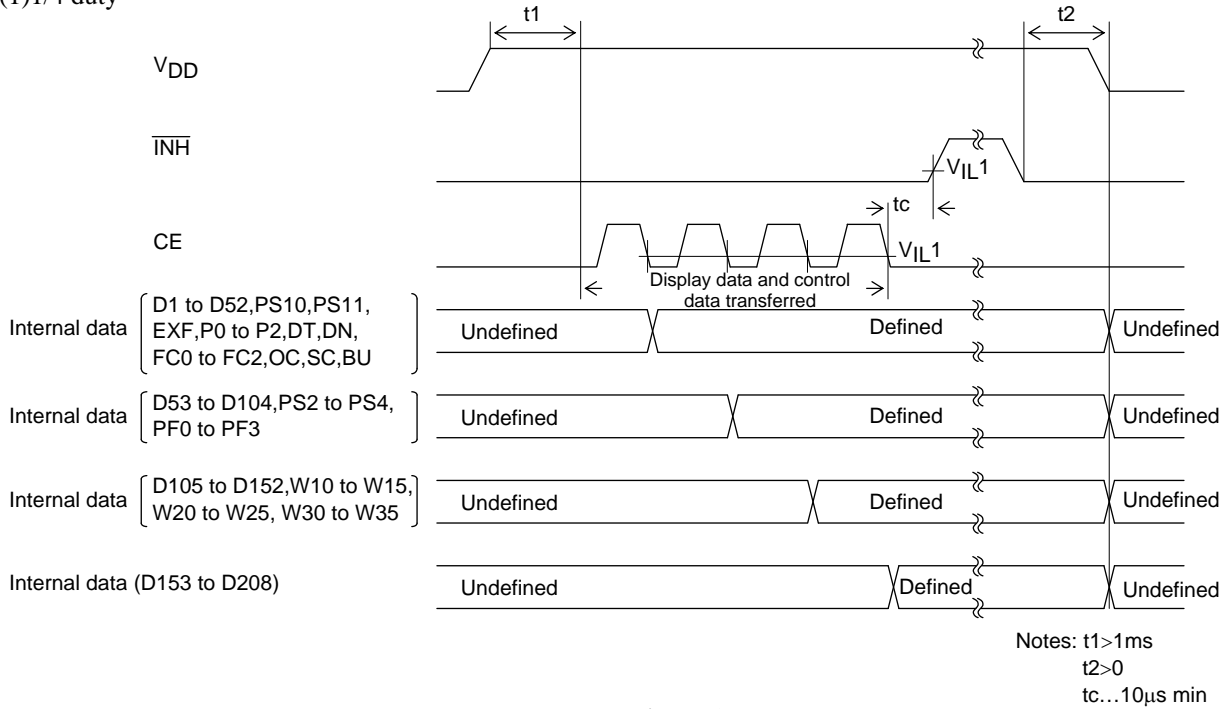 (1)1/4 duty
t1
t2
VDD
INH
VIL1
tc
CE
VIL1
Display data and control
data transferred
Internal data
D1 to D52,PS10,PS11,
EXF,P0 to P2,DT,DN,
FC0 to FC2,OC,SC,BU
Undefined
Defined
Undefined
Internal data
D53 to D104,PS2 to PS4,
PF0 to PF3
Undefined
Defined
Undefined
Internal data
D105 to D152,W10 to W15,
W20 to W25, W30 to W35
Undefined
Defined
Undefined
Internal data (D153 to D208)
Undefined
Defined
Undefined
Notes: t1>1ms
t2>0
tc...10μs min